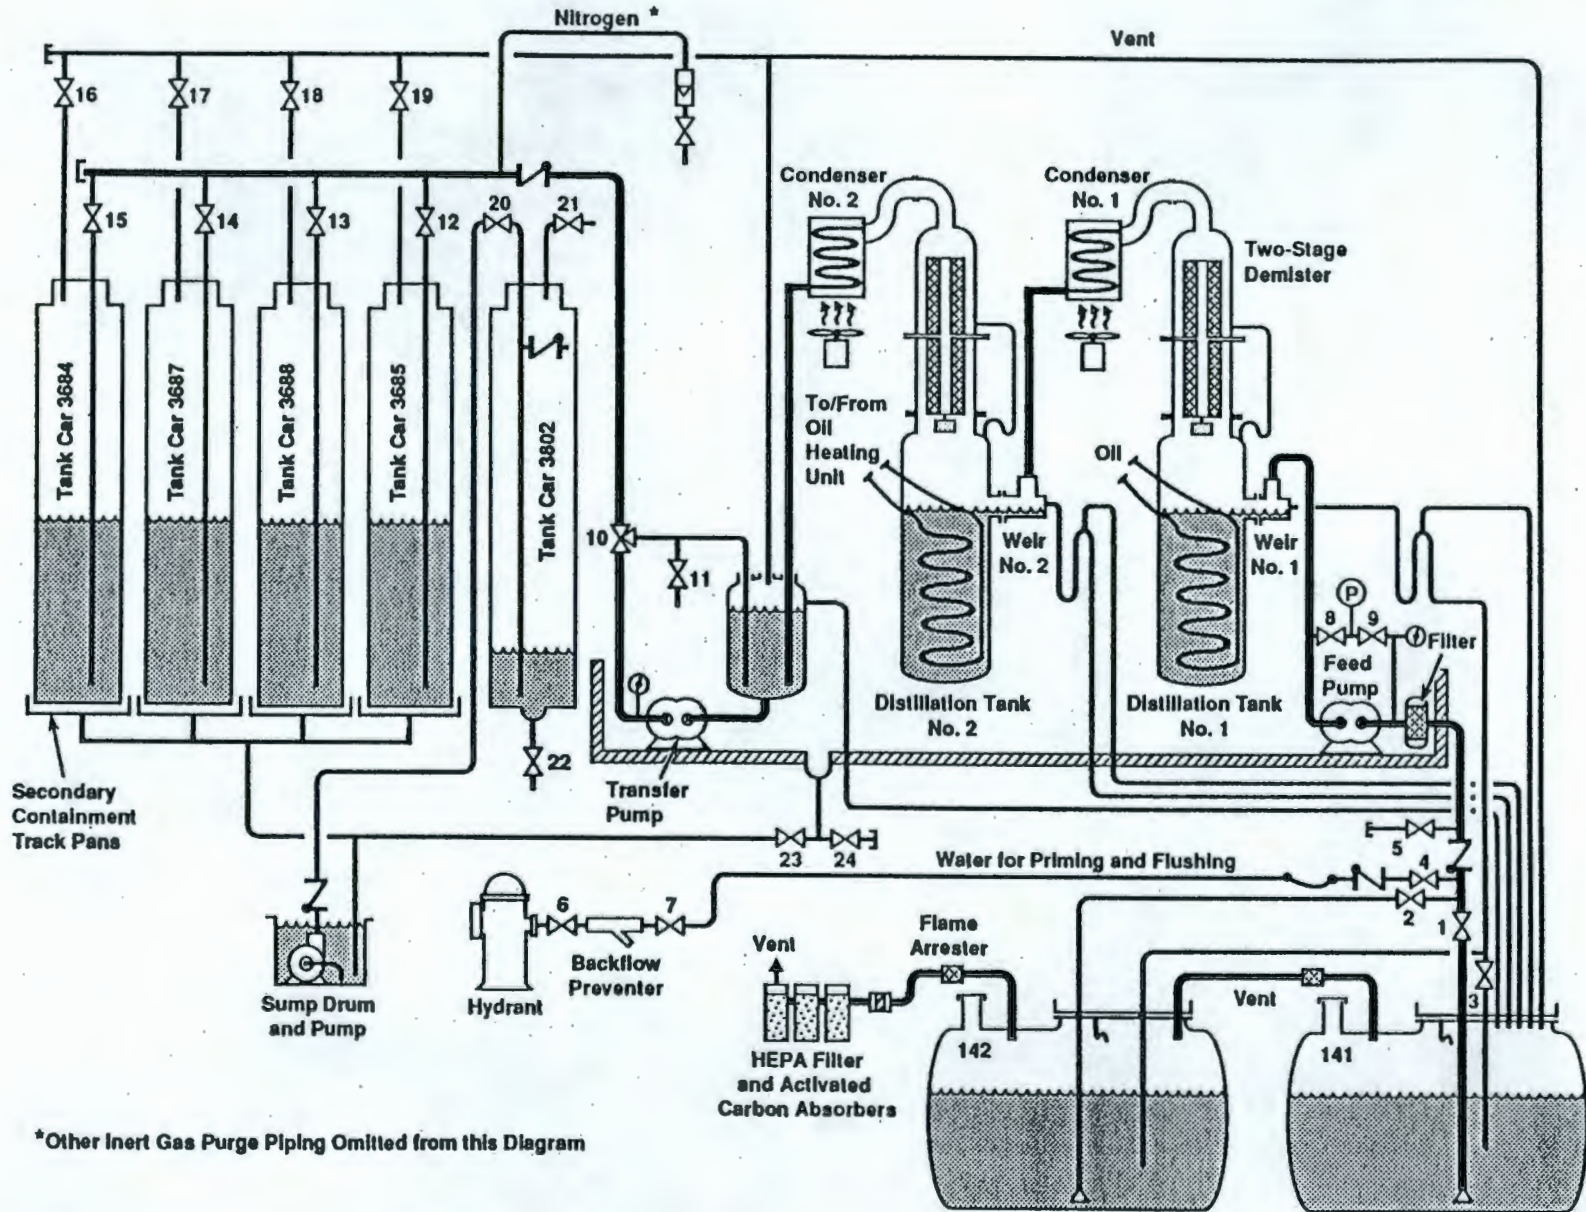 Nitrogen *
Vent
16
17
18
19
15
14
13
12
20
21
Condenser
No. 2
Condenser
No. 1
Two-Stage
Demister
Tank Car 3684
Tank Car 3687
Tank Car 3688
Tank Car 3685
Tank Car 3802
To/From
Oil
Heating
Unit
Oil
10
11
Weir
No. 2
Weir
No. 1
P
8
9
Filter
Feed
Pump
Distillation Tank
No. 2
Distillation Tank
No. 1
22
Transfer
Pump
Secondary
Containment
Track Pans
23
24
5
Water for Priming and Flushing
4
2
1
6
7
Backflow
Preventer
Hydrant
Sump Drum
and Pump
Flame
Arrester
Vent
Vent
3
142
141
HEPA Filter
and Activated
Carbon Absorbers
*Other Inert Gas Purge Piping Omitted from this Diagram